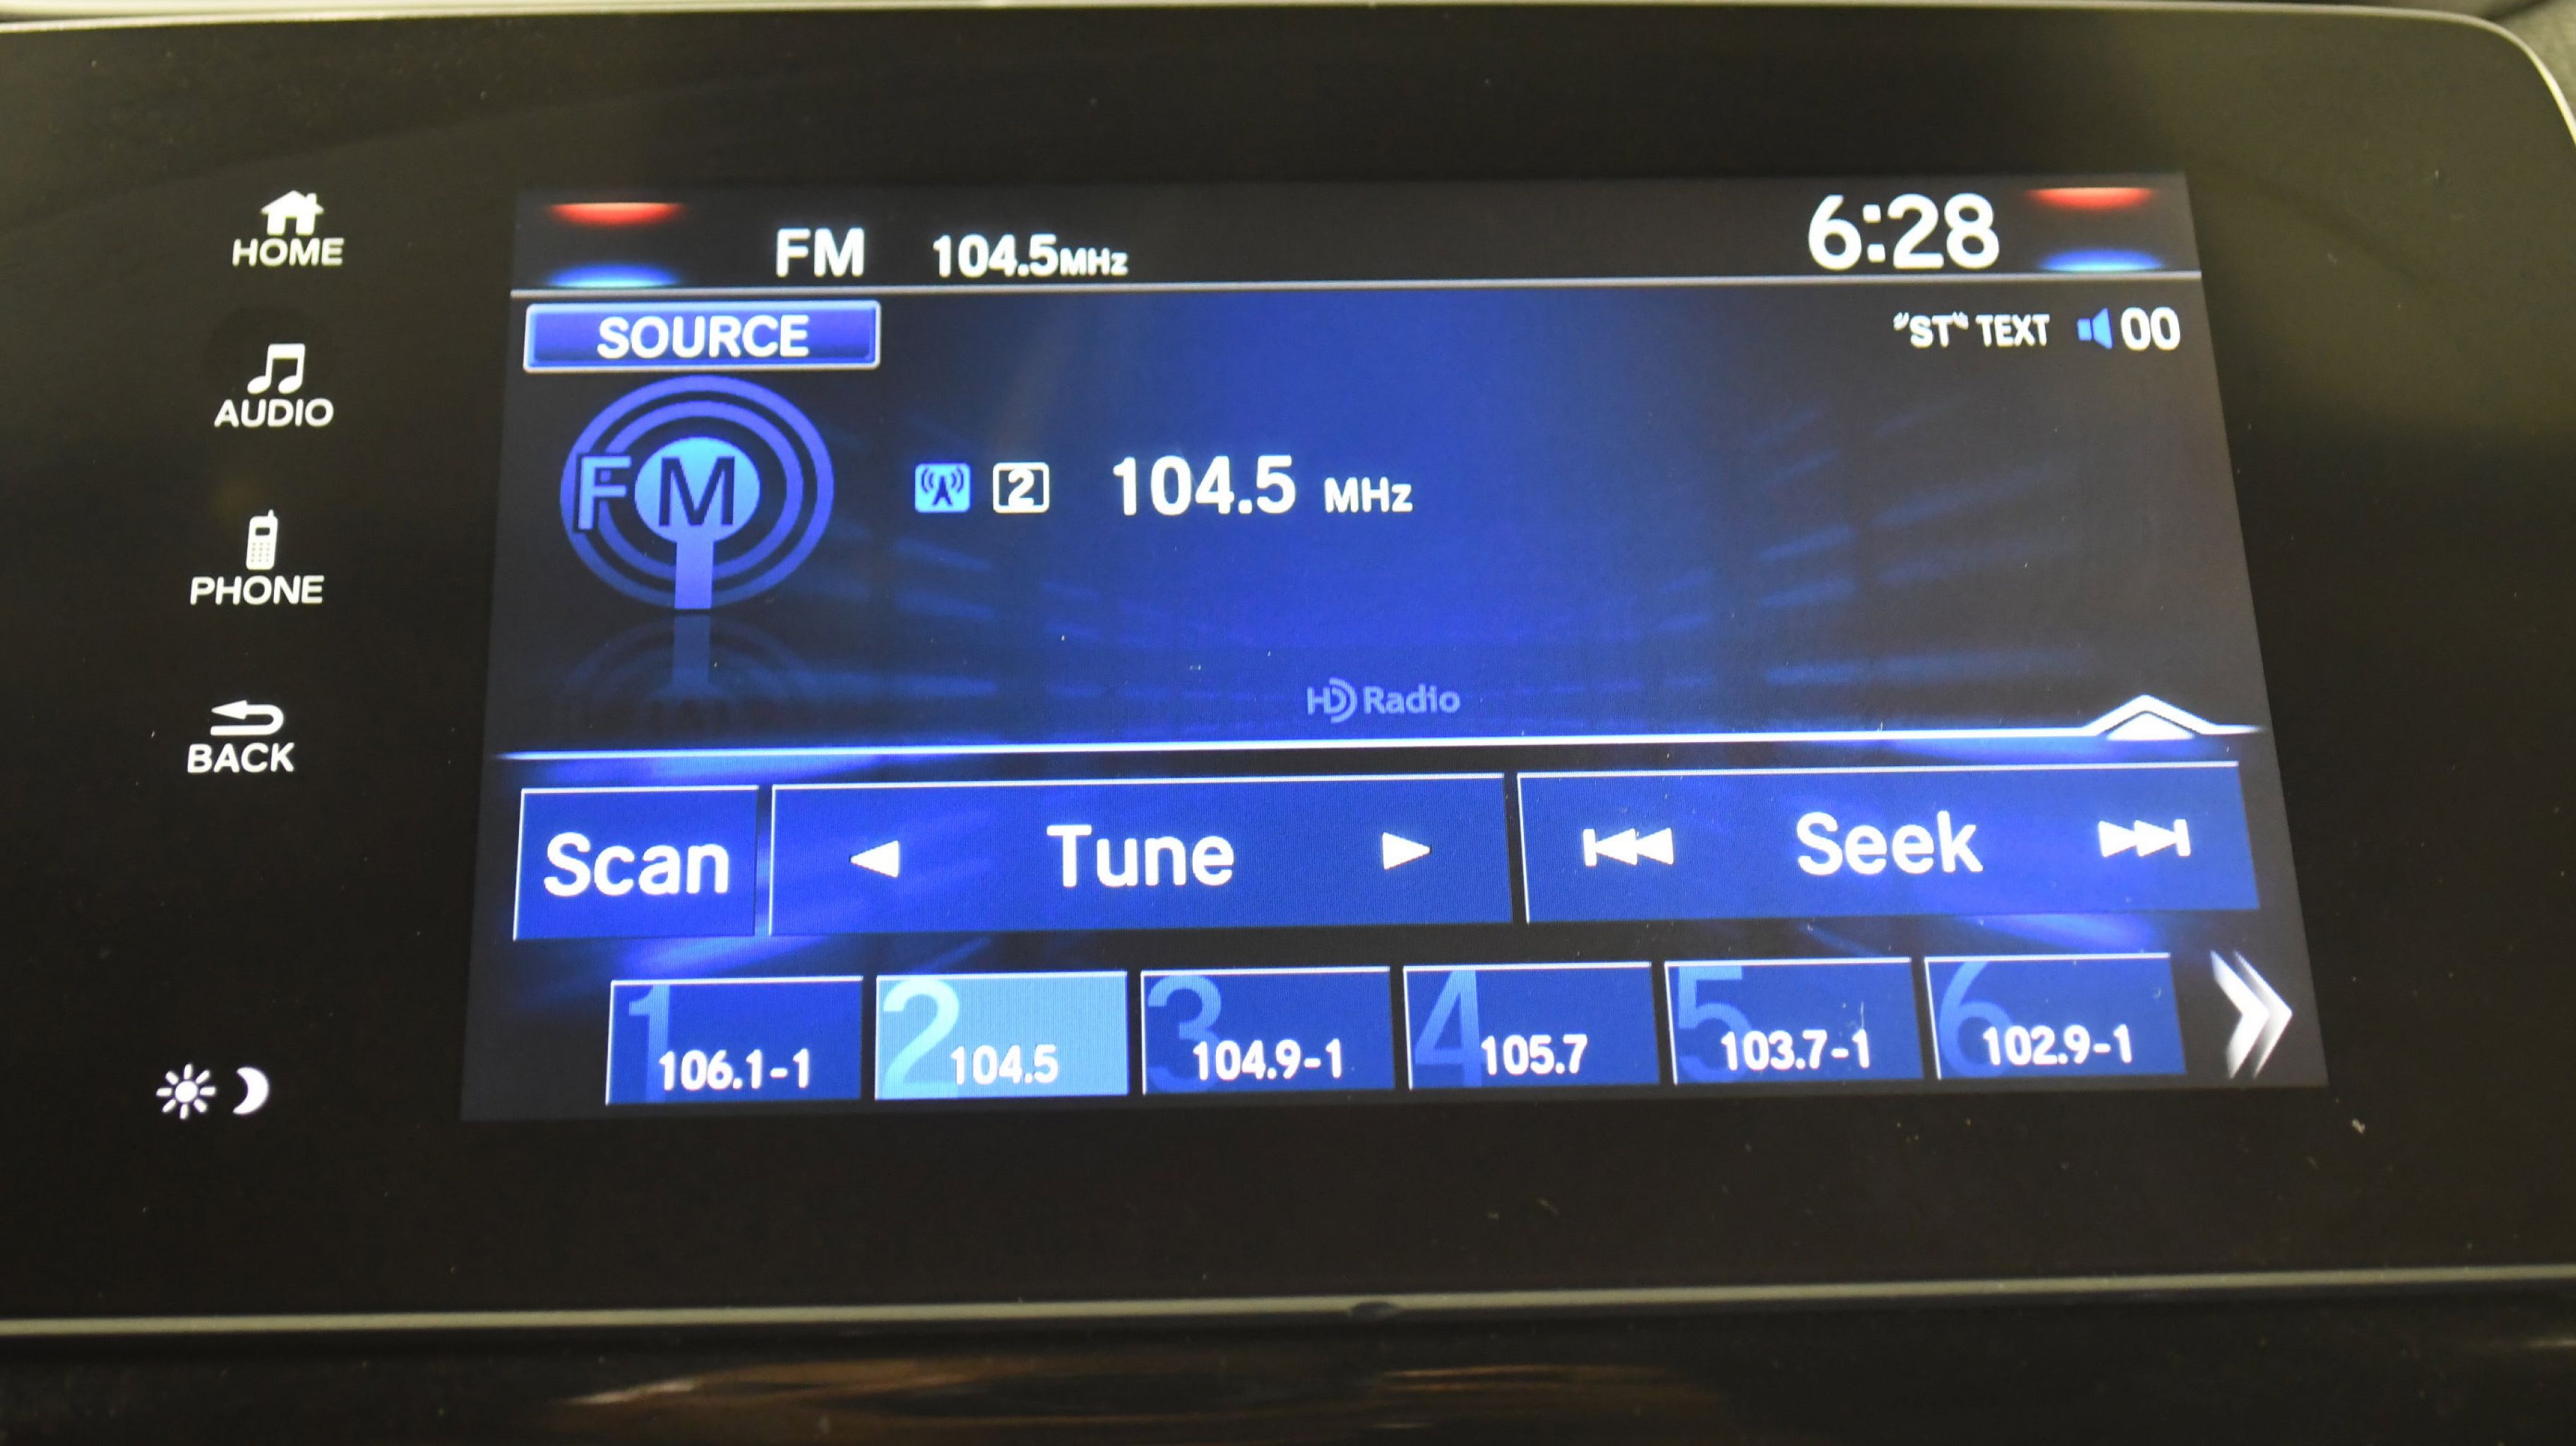 HOME
FM 104.5MHz 6:28
SOURCE
"ST" TEXT 00
AUDIO
FM
2 104.5 MHz
PHONE
HD Radio
BACK
Scan Tune Seek
1 106.1-1
2 104.5
3 104.9-1
4 105.7
5 103.7-1
6 102.9-1